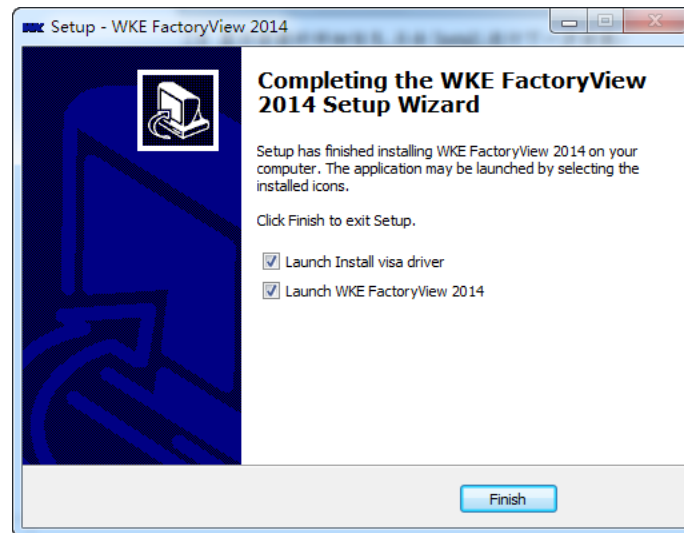 Setup - WKE FactoryView 2014
Completing the WKE FactoryView
2014 Setup Wizard
Setup has finished installing WKE FactoryView 2014 on your
computer. The application may be launched by selecting the
installed icons.
Click Finish to exit Setup.
Launch Install visa driver
Launch WKE FactoryView 2014
Finish